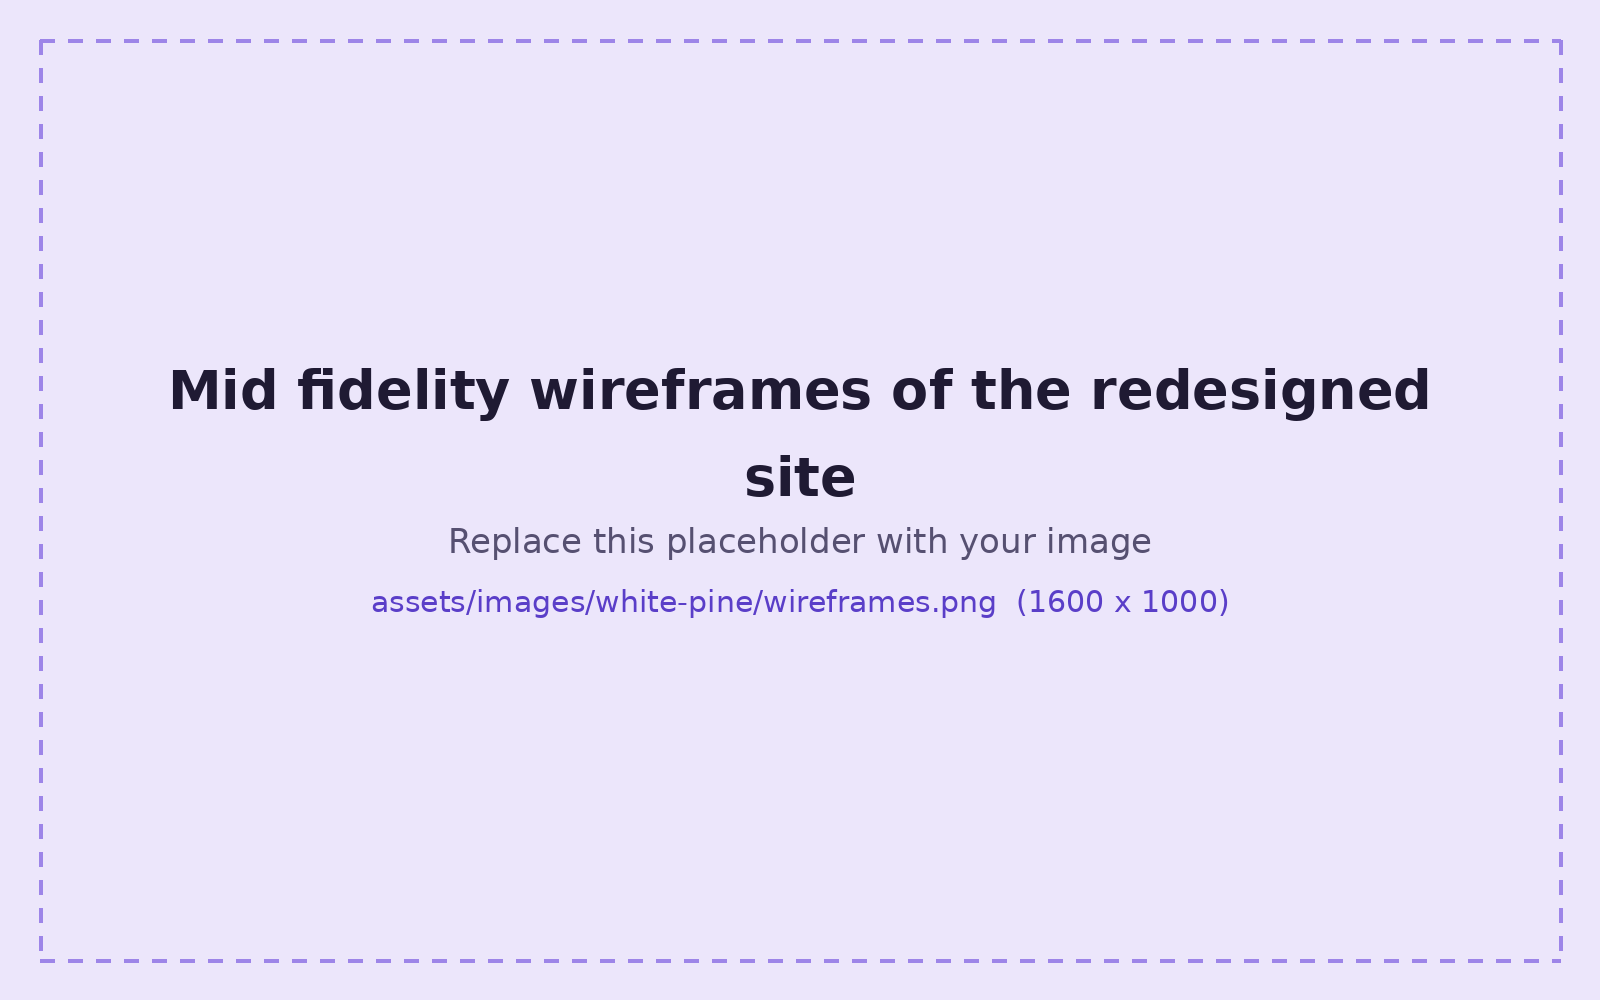 Mid fidelity wireframes of the redesigned
site
Replace this placeholder with your image
assets/images/white-pine/wireframes.png  (1600 x 1000)